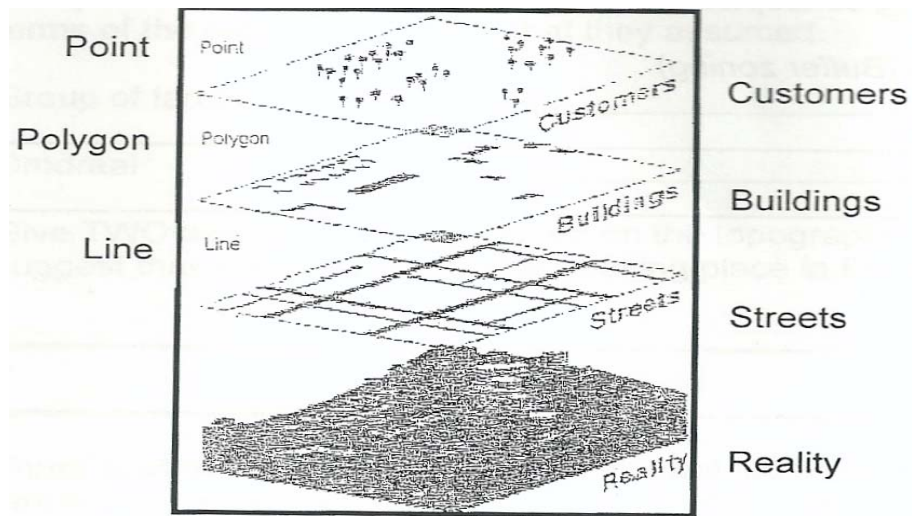 Point
Point
Customers
Customers
Polygon
Polygon
Buildings
Buildings
Line
Line
Streets
Streets
Reality
Reality